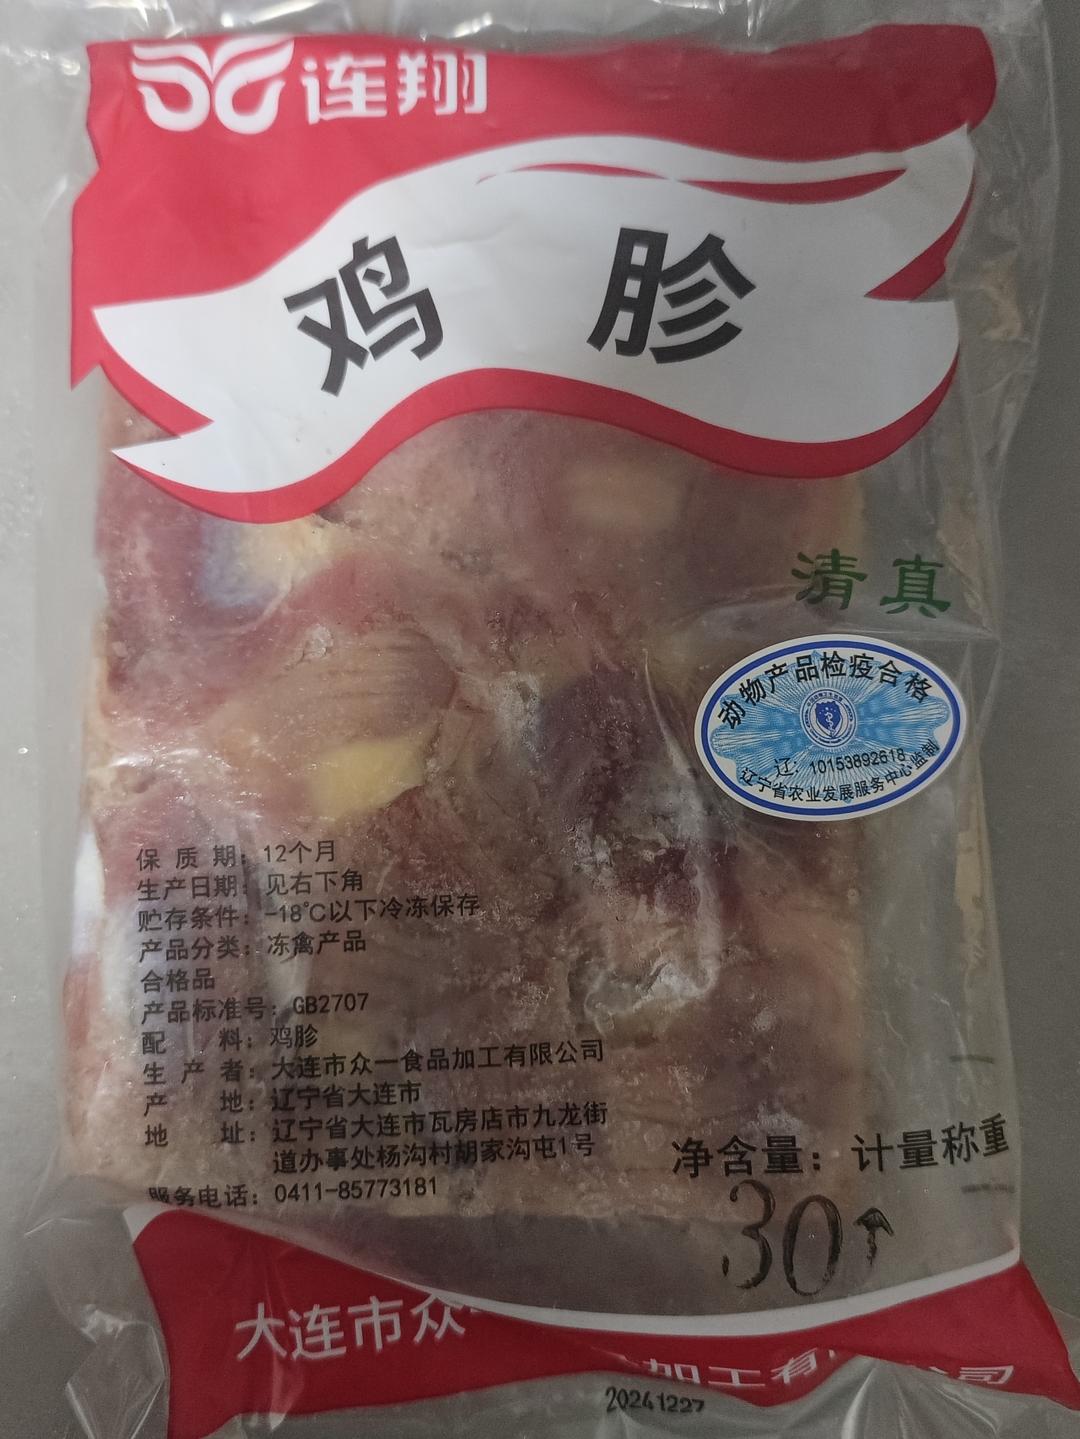 连翔
鸡 胗
清真
动物产品检疫合格
辽：10153892618
辽宁省农业发展服务中心监制
保质期：12个月
生产日期：见右下角
贮存条件：-18℃以下冷冻保存
产品分类：冻禽产品
合格品
产品标准号：GB2707
配料：鸡胗
生产者：大连市众一食品加工有限公司
产地：辽宁省大连市
地址：辽宁省大连市瓦房店市九龙街
道办事处杨沟村胡家沟屯1号
服务电话：0411-85773181
净含量：计量称重
30↑
大连市众 加工有 公司
20241227